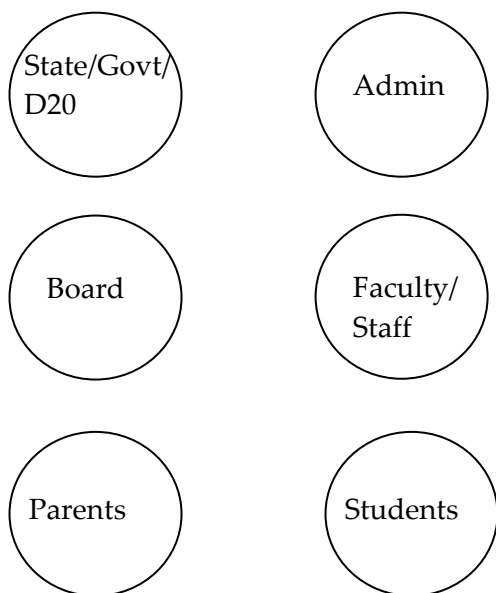 State/Govt/
D20
Admin
Board
Faculty/
Staff
Parents
Students